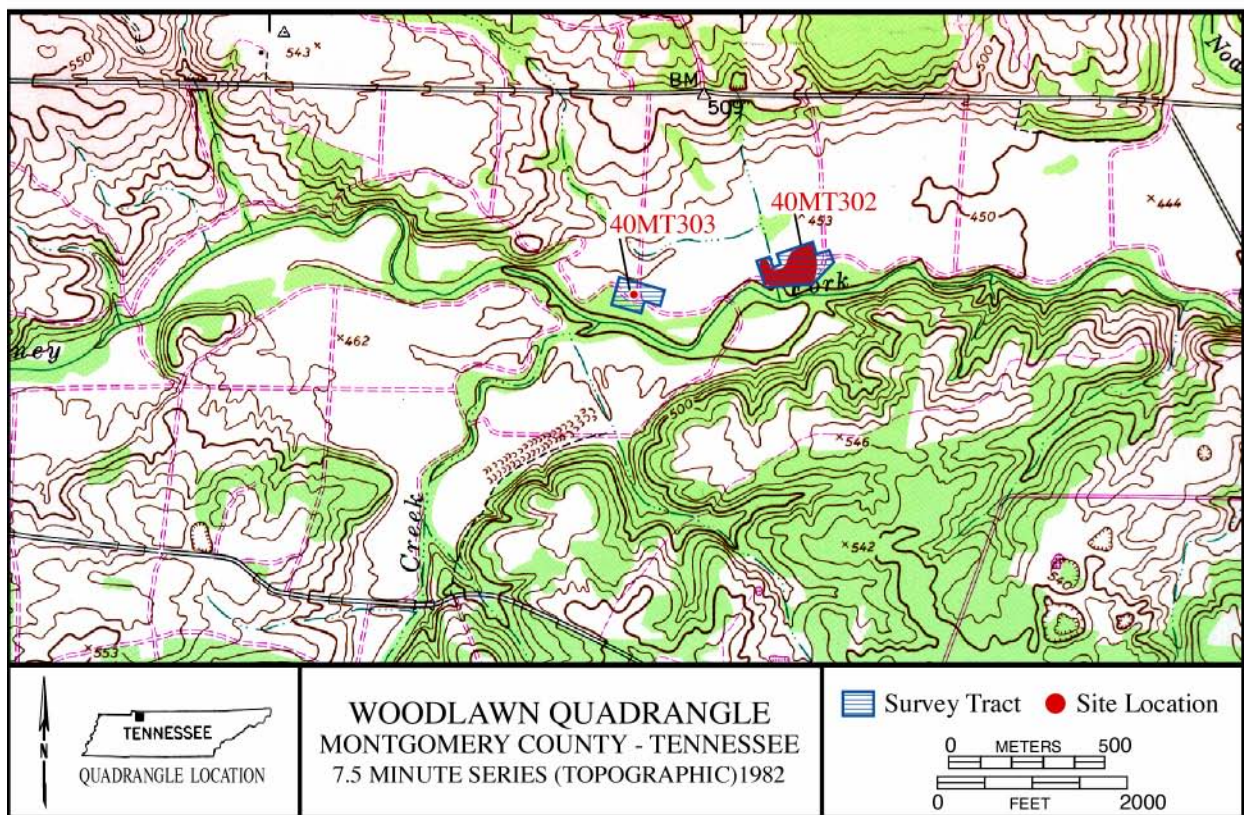 543
550
500
Noa
BM
509
40MT302
40MT303
453
450
444
Fork
462
ney
500
546
Creek
542
540
553
N
TENNESSEE
QUADRANGLE LOCATION
WOODLAWN QUADRANGLE
MONTGOMERY COUNTY - TENNESSEE
7.5 MINUTE SERIES (TOPOGRAPHIC)1982
Survey Tract
Site Location
0 METERS 500
0 FEET 2000